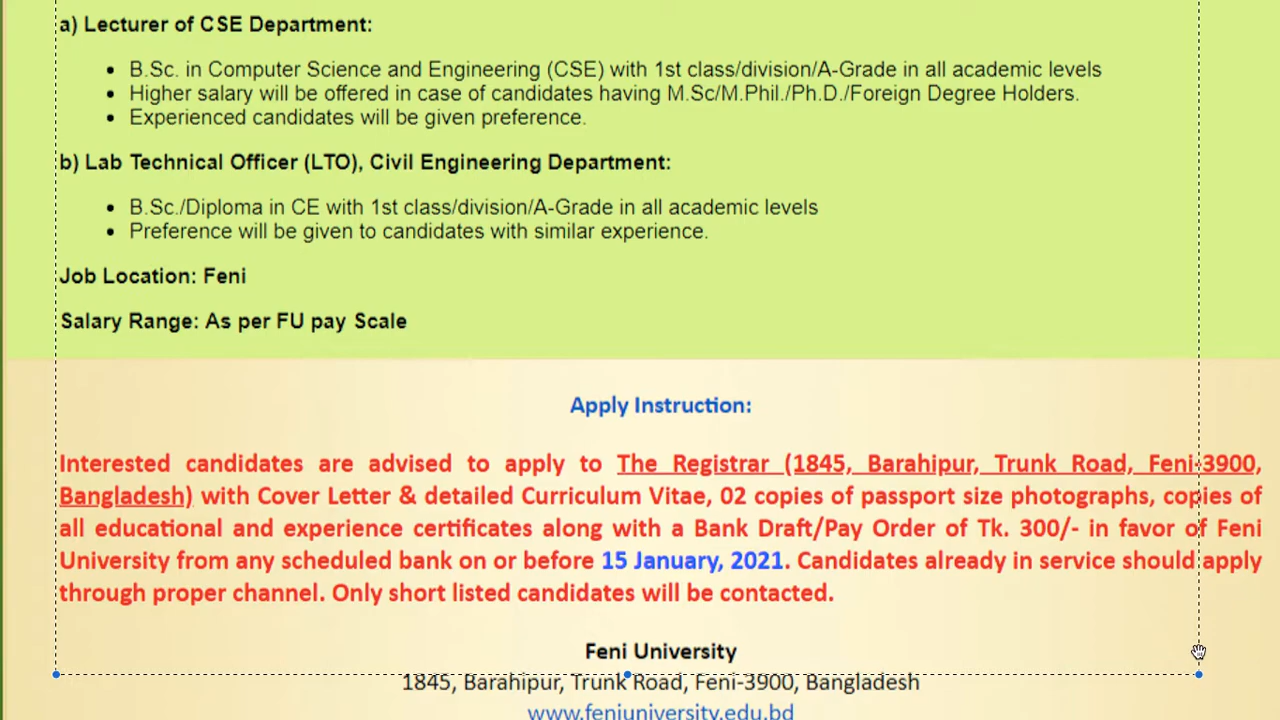 a) Lecturer of CSE Department:
• B.Sc. in Computer Science and Engineering (CSE) with 1st class/division/A-Grade in all academic levels
• Higher salary will be offered in case of candidates having M.Sc/M.Phil./Ph.D./Foreign Degree Holders.
• Experienced candidates will be given preference.
b) Lab Technical Officer (LTO), Civil Engineering Department:
• B.Sc./Diploma in CE with 1st class/division/A-Grade in all academic levels
• Preference will be given to candidates with similar experience.
Job Location: Feni
Salary Range: As per FU pay Scale
Apply Instruction:
Interested candidates are advised to apply to The Registrar (1845, Barahipur, Trunk Road, Feni-3900,
Bangladesh) with Cover Letter & detailed Curriculum Vitae, 02 copies of passport size photographs, copies of
all educational and experience certificates along with a Bank Draft/Pay Order of Tk. 300/- in favor of Feni
University from any scheduled bank on or before 15 January, 2021. Candidates already in service should apply
through proper channel. Only short listed candidates will be contacted.
Feni University
1845, Barahipur, Trunk Road, Feni-3900, Bangladesh
www.feniuniversity.edu.bd